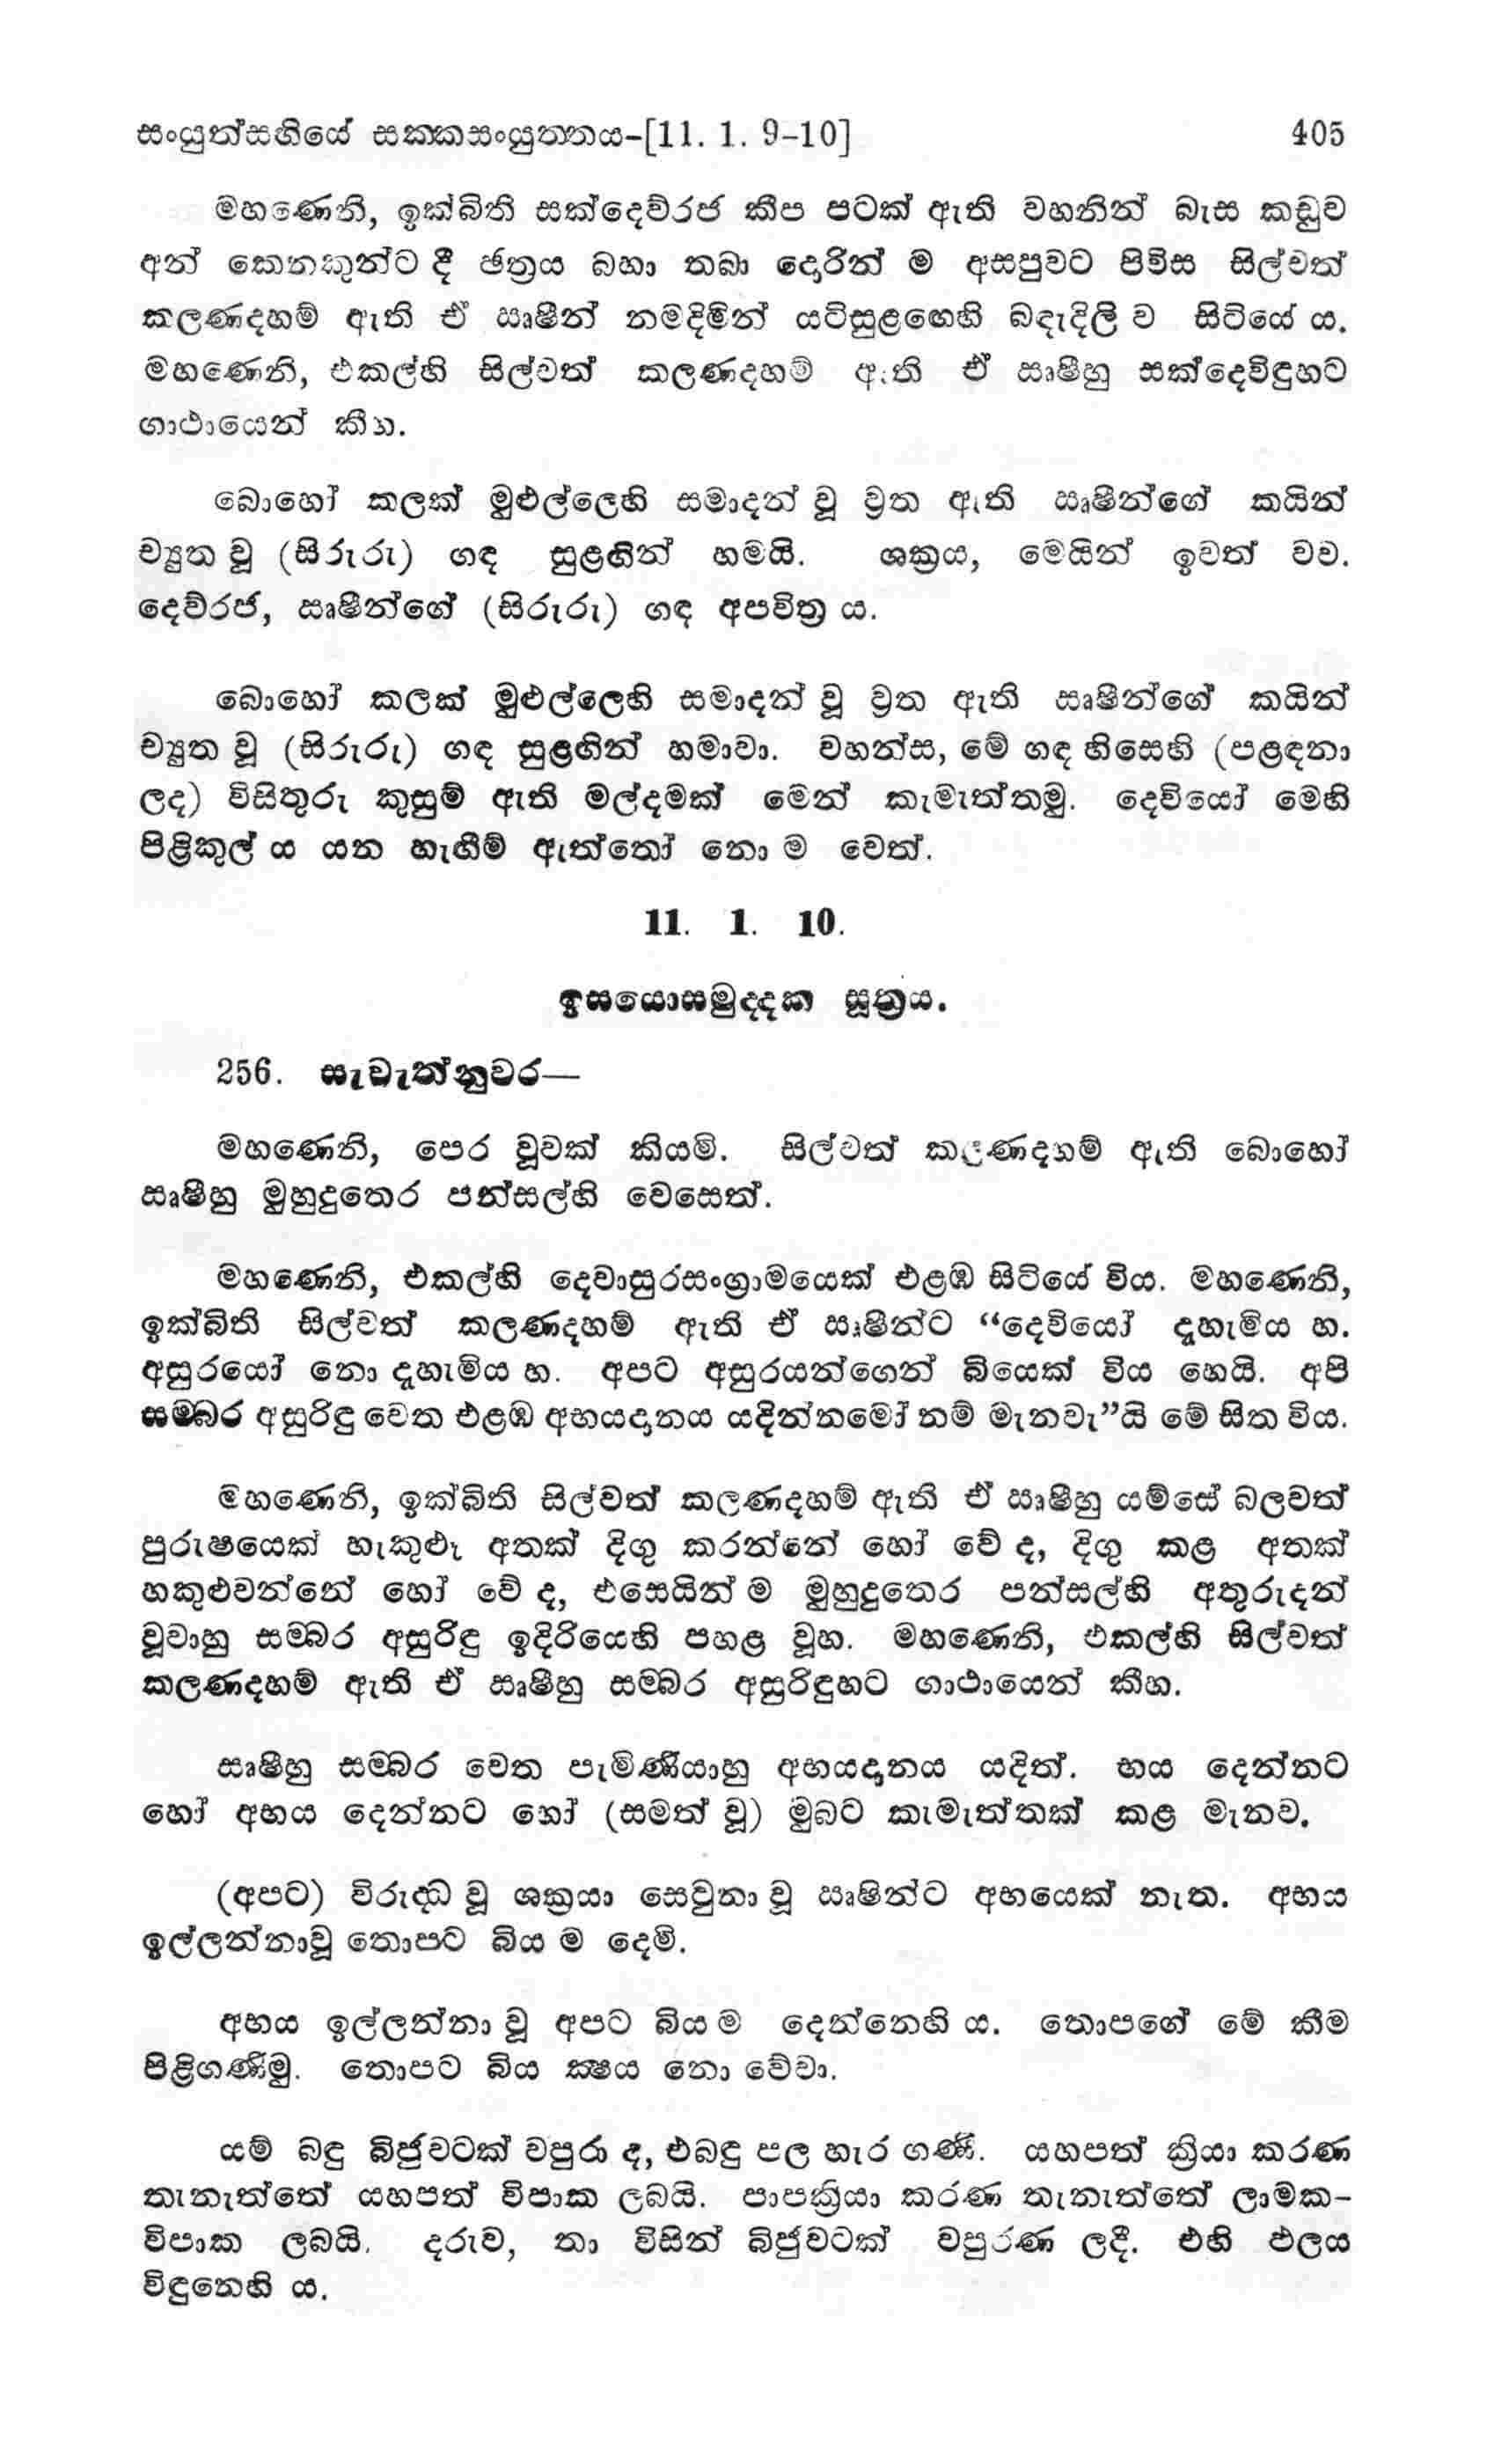 සංයුත්සඟියේ සක්කසංයුත්තය-[11. 1. 9-10] 405
මහණෙනි, ඉක්බිති සක්දෙව්රජ කීප පටක් ඇති වහනින් බැස කඩුව
අන් කෙනකුන්ට දී ඡත්‍රය බහා තබා දොරින් ම අසපුවට පිවිස සිල්වත්
කලණදහම් ඇති ඒ ඍෂීන් නමදිමින් යටිසුළඟෙහි බඳැදිලි ව සිටියේ ය.
මහණෙනි, එකල්හි සිල්වත් කලණදහම් ඇති ඒ ඍෂීහු සක්දෙවිඳුහට
ගාථායෙන් කීහ.
බොහෝ කලක් මුළුල්ලෙහි සමාදන් වූ ව්‍රත ඇති ඍෂීන්ගේ කයින්
ච්‍යුත වූ (සිරුරු) ගඳ සුළඟින් හමයි. ශක්‍රය, මෙයින් ඉවත් වව.
දෙව්රජ, ඍෂීන්ගේ (සිරුරු) ගඳ අපවිත්‍ර ය.
බොහෝ කලක් මුළුල්ලෙහි සමාදන් වූ ව්‍රත ඇති ඍෂීන්ගේ කයින්
ච්‍යුත වූ (සිරුරු) ගඳ සුළඟින් හමාවා. වහන්ස, මේ ගඳ හිසෙහි (පළඳනා
ලද) විසිතුරු කුසුම් ඇති මල්දමක් මෙන් කැමැත්තමු. දෙවියෝ මෙහි
පිළිකුල් ය යන හැඟීම් ඇත්තෝ නො ම වෙත්.
11. 1. 10.
ඉසයොසමුද්දක සූත්‍රය.
256. සැවැත්නුවර—
මහණෙනි, පෙර වූවක් කියමි. සිල්වත් කලණදහම් ඇති බොහෝ
ඍෂීහු මුහුදුතෙර පන්සල්හි වෙසෙත්.
මහණෙනි, එකල්හි දෙවාසුරසංග්‍රාමයෙක් එළඹ සිටියේ විය. මහණෙනි,
ඉක්බිති සිල්වත් කලණදහම් ඇති ඒ ඍෂීන්ට “දෙවියෝ දැහැමිය හ.
අසුරයෝ නො දැහැමිය හ. අපට අසුරයන්ගෙන් බියෙක් විය හෙයි. අපි
සම්බර අසුරිඳු වෙත එළඹ අභයදානය යදින්නමෝ නම් මැනවැ”යි මේ සිත විය.
මහණෙනි, ඉක්බිති සිල්වත් කලණදහම් ඇති ඒ ඍෂීහු යම්සේ බලවත්
පුරුෂයෙක් හැකුළූ අතක් දිගු කරන්නේ හෝ වේ ද, දිගු කළ අතක්
හකුළුවන්නේ හෝ වේ ද, එසෙයින් ම මුහුදුතෙර පන්සල්හි අතුරුදන්
වූවාහු සම්බර අසුරිඳු ඉදිරියෙහි පහළ වූහ. මහණෙනි, එකල්හි සිල්වත්
කලණදහම් ඇති ඒ ඍෂීහු සම්බර අසුරිඳුහට ගාථායෙන් කීහ.
ඍෂීහු සම්බර වෙත පැමිණියාහු අභයදානය යදිත්. භය දෙන්නට
හෝ අභය දෙන්නට හෝ (සමත් වූ) මුබට කැමැත්තක් කළ මැනව.
(අපට) විරුද්ධ වූ ශක්‍රයා සෙවුනා වූ ඍෂින්ට අභයෙක් නැත. අභය
ඉල්ලන්නාවූ තොපට බිය ම දෙමි.
අභය ඉල්ලන්නා වූ අපට බිය ම දෙන්නෙහි ය. තොපගේ මේ කීම
පිළිගණිමු. තොපට බිය ක්‍ෂය නො වේවා.
යම් බඳු බිජුවටක් වපුරා ද, එබඳු පල හැර ගණී. යහපත් ක්‍රියා කරණ
තැනැත්තේ යහපත් විපාක ලබයි. පාපක්‍රියා කරණ තැනැත්තේ ලාමක-
විපාක ලබයි. දරුව, තා විසින් බිජුවටක් වපුරණ ලදී. එහි ඵලය
විඳුනෙහි ය.